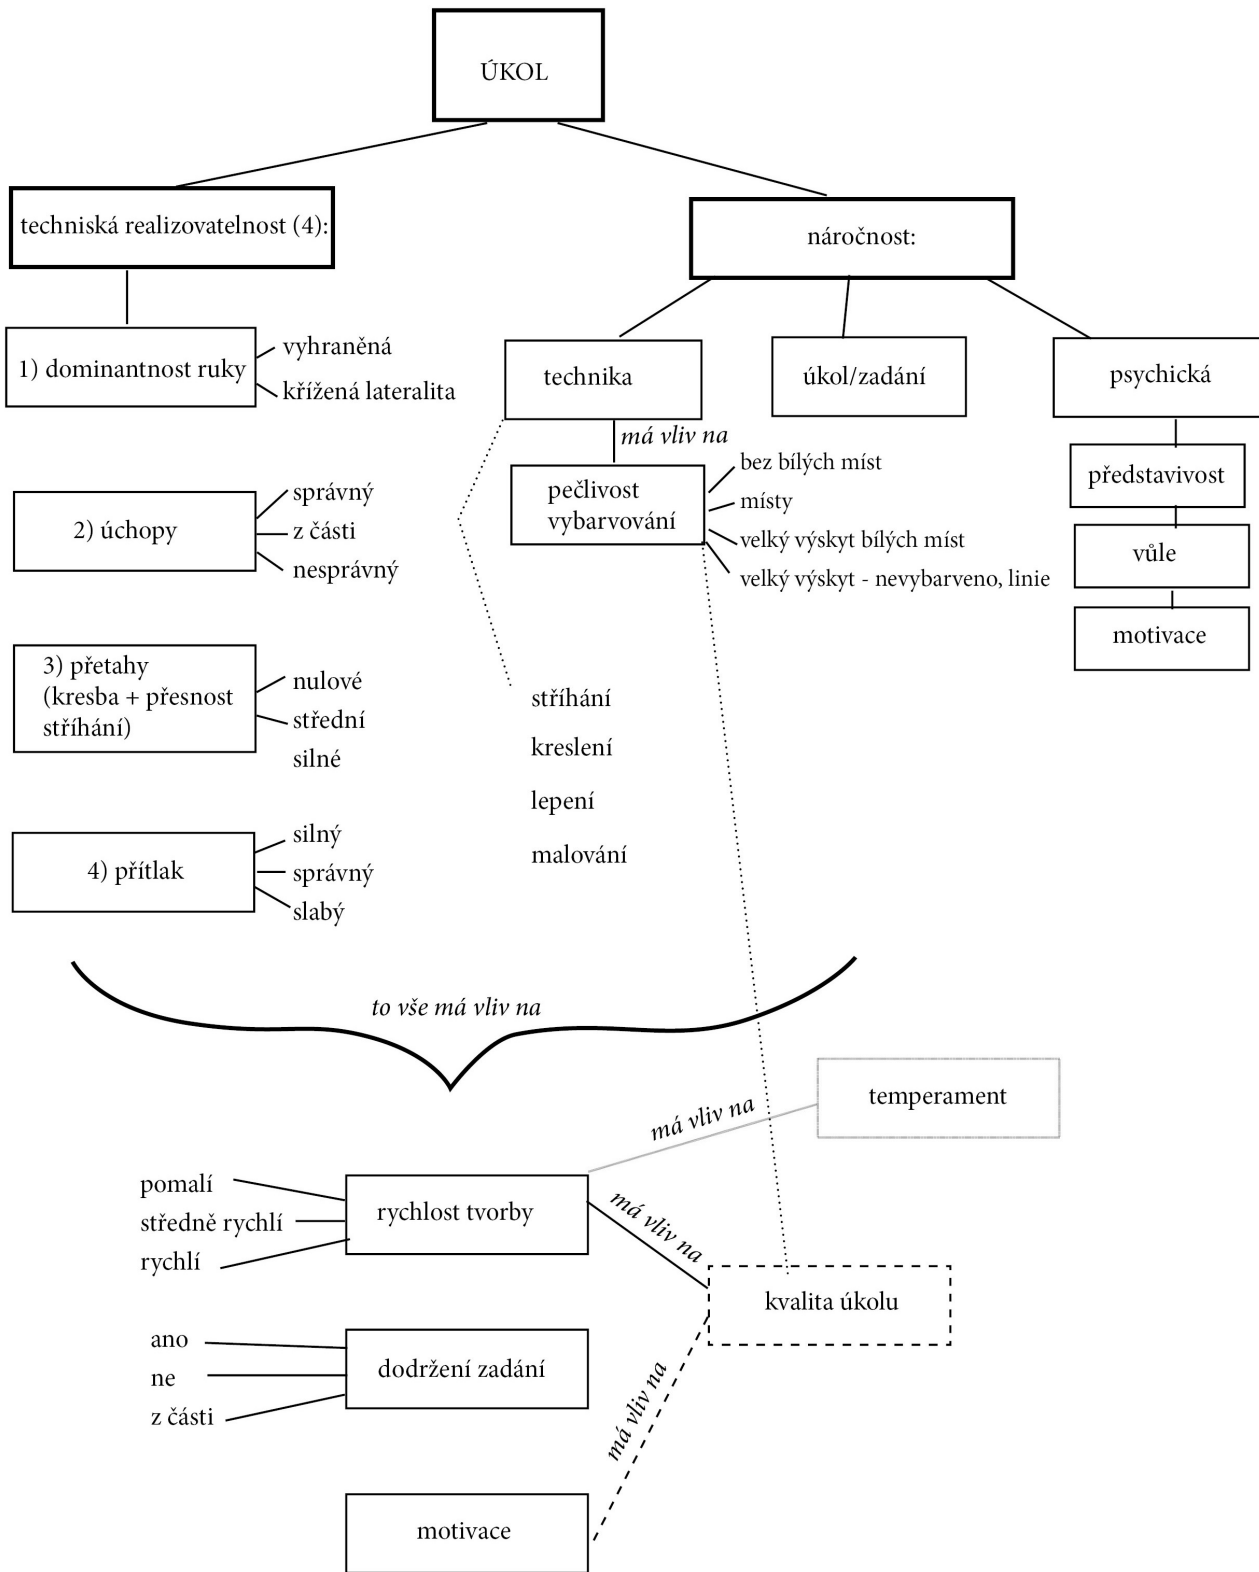 ÚKOL
techniská realizovatelnost (4):
náročnost:
1) dominantnost ruky
vyhraněná
křížená lateralita
technika
úkol/zadání
psychická
má vliv na
pečlivost
vybarvování
bez bílých míst
místy
velký výskyt bílých míst
velký výskyt - nevybarveno, linie
představivost
vůle
motivace
2) úchopy
správný
z části
nesprávný
3) přetahy
(kresba + přesnost
stříhání)
nulové
střední
silné
stříhání
kreslení
lepení
malování
4) přítlak
silný
správný
slabý
to vše má vliv na
temperament
má vliv na
pomalí
středně rychlí
rychlí
rychlost tvorby
má vliv na
kvalita úkolu
ano
ne
z části
dodržení zadání
má vliv na
motivace